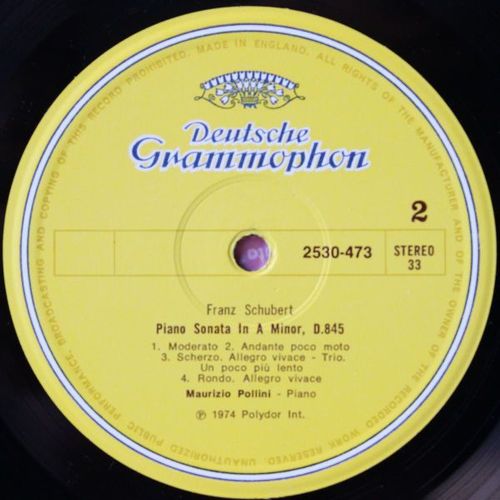 MADE IN ENGLAND. ALL RIGHTS OF THE MANUFACTURER AND OF THE OWNER OF THE RECORDED WORK RESERVED. UNAUTHORIZED PUBLIC PERFORMANCE, BROADCASTING AND COPYING OF THIS RECORD PROHIBITED.
Deutsche
Grammophon
2
2530-473
STEREO
33
Franz Schubert
Piano Sonata In A Minor, D.845
1. Moderato 2. Andante poco moto
3. Scherzo. Allegro vivace - Trio.
Un poco più lento
4. Rondo. Allegro vivace
Maurizio Pollini - Piano
℗ 1974 Polydor Int.